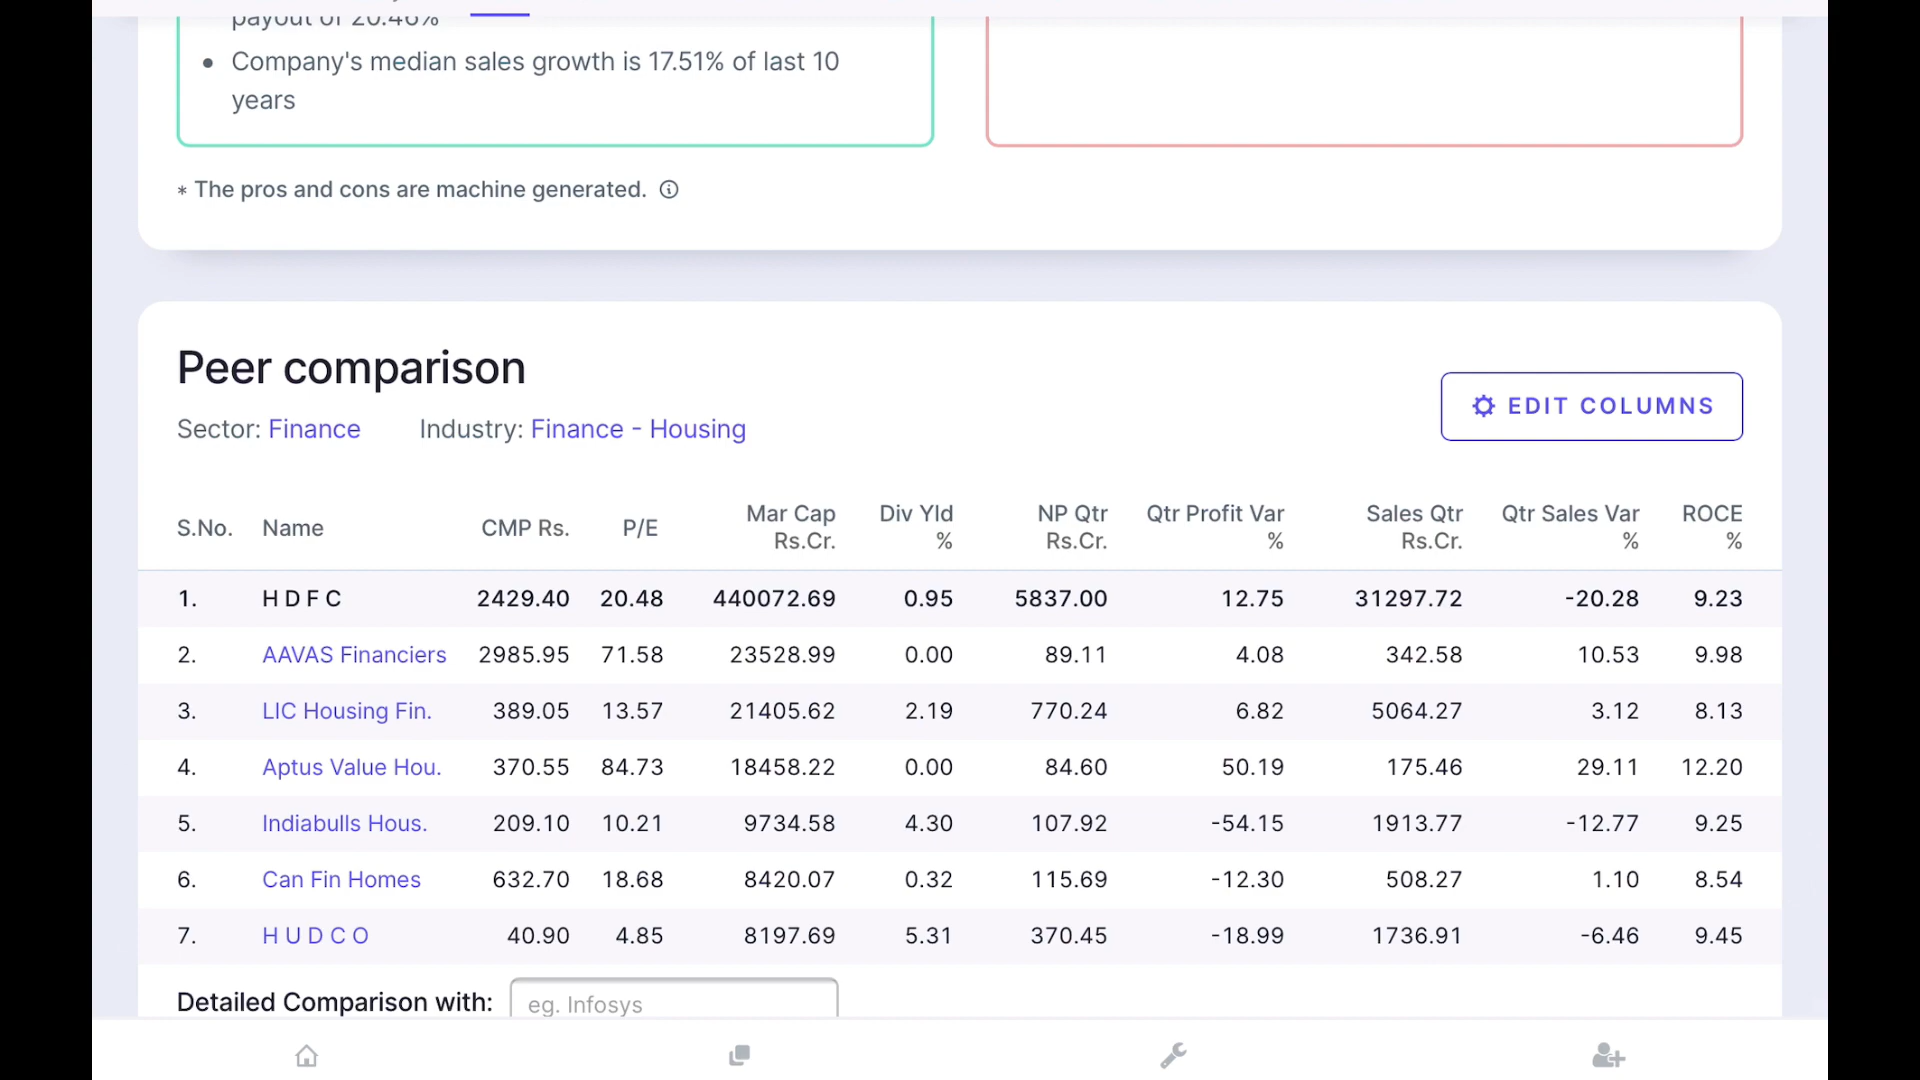 payout of 20.46%
• Company's median sales growth is 17.51% of last 10
years
* The pros and cons are machine generated.
Peer comparison
Sector: Finance Industry: Finance - Housing
EDIT COLUMNS
S.No. Name CMP Rs. P/E Mar Cap Rs.Cr. Div Yld % NP Qtr Rs.Cr. Qtr Profit Var % Sales Qtr Rs.Cr. Qtr Sales Var % ROCE %
1. H D F C 2429.40 20.48 440072.69 0.95 5837.00 12.75 31297.72 -20.28 9.23
2. AAVAS Financiers 2985.95 71.58 23528.99 0.00 89.11 4.08 342.58 10.53 9.98
3. LIC Housing Fin. 389.05 13.57 21405.62 2.19 770.24 6.82 5064.27 3.12 8.13
4. Aptus Value Hou. 370.55 84.73 18458.22 0.00 84.60 50.19 175.46 29.11 12.20
5. Indiabulls Hous. 209.10 10.21 9734.58 4.30 107.92 -54.15 1913.77 -12.77 9.25
6. Can Fin Homes 632.70 18.68 8420.07 0.32 115.69 -12.30 508.27 1.10 8.54
7. H U D C O 40.90 4.85 8197.69 5.31 370.45 -18.99 1736.91 -6.46 9.45
Detailed Comparison with: eg. Infosys